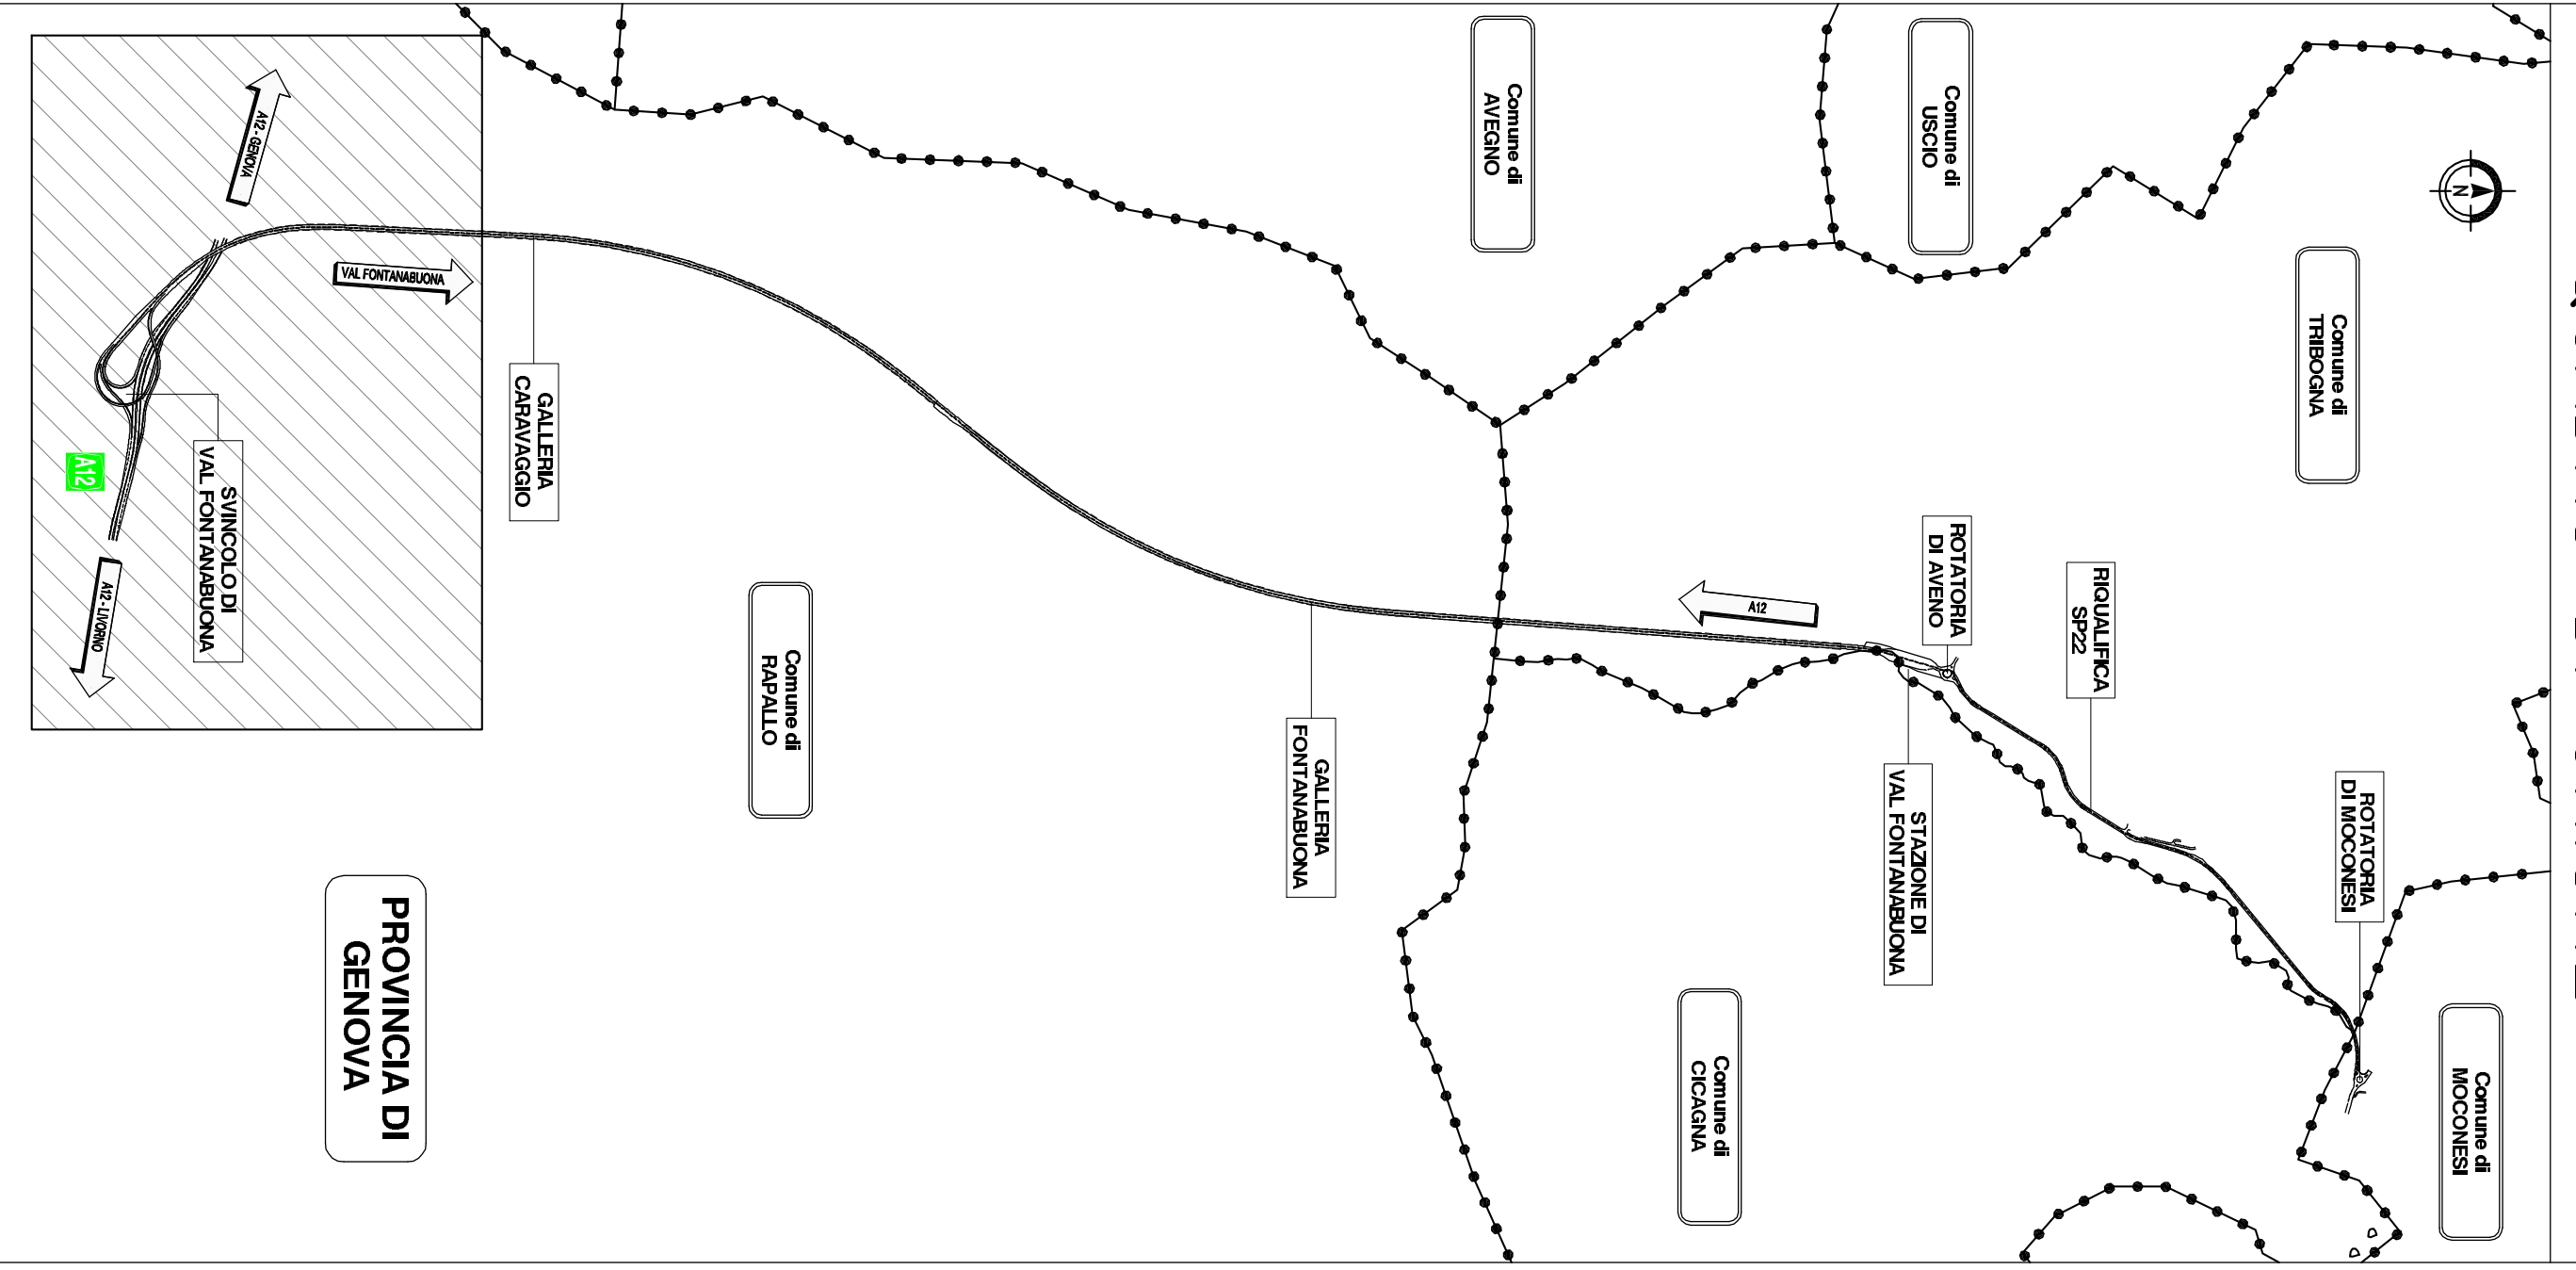 Comune di
AVEGNO
Comune di
USCIO
N
Comune di
TRIBOGNA
A12 - GENOVA
VAL FONTANABUONA
GALLERIA
CARAVAGGIO
A12
SVINCOLO DI
VAL FONTANABUONA
A12 - LIVORNO
Comune di
RAPALLO
GALLERIA
FONTANABUONA
A12
ROTATORIA
DI AVENO
RIQUALIFICA
SP22
STAZIONE DI
VAL FONTANABUONA
ROTATORIA
DI MOCONESI
Comune di
CICAGNA
Comune di
MOCONESI
PROVINCIA DI
GENOVA